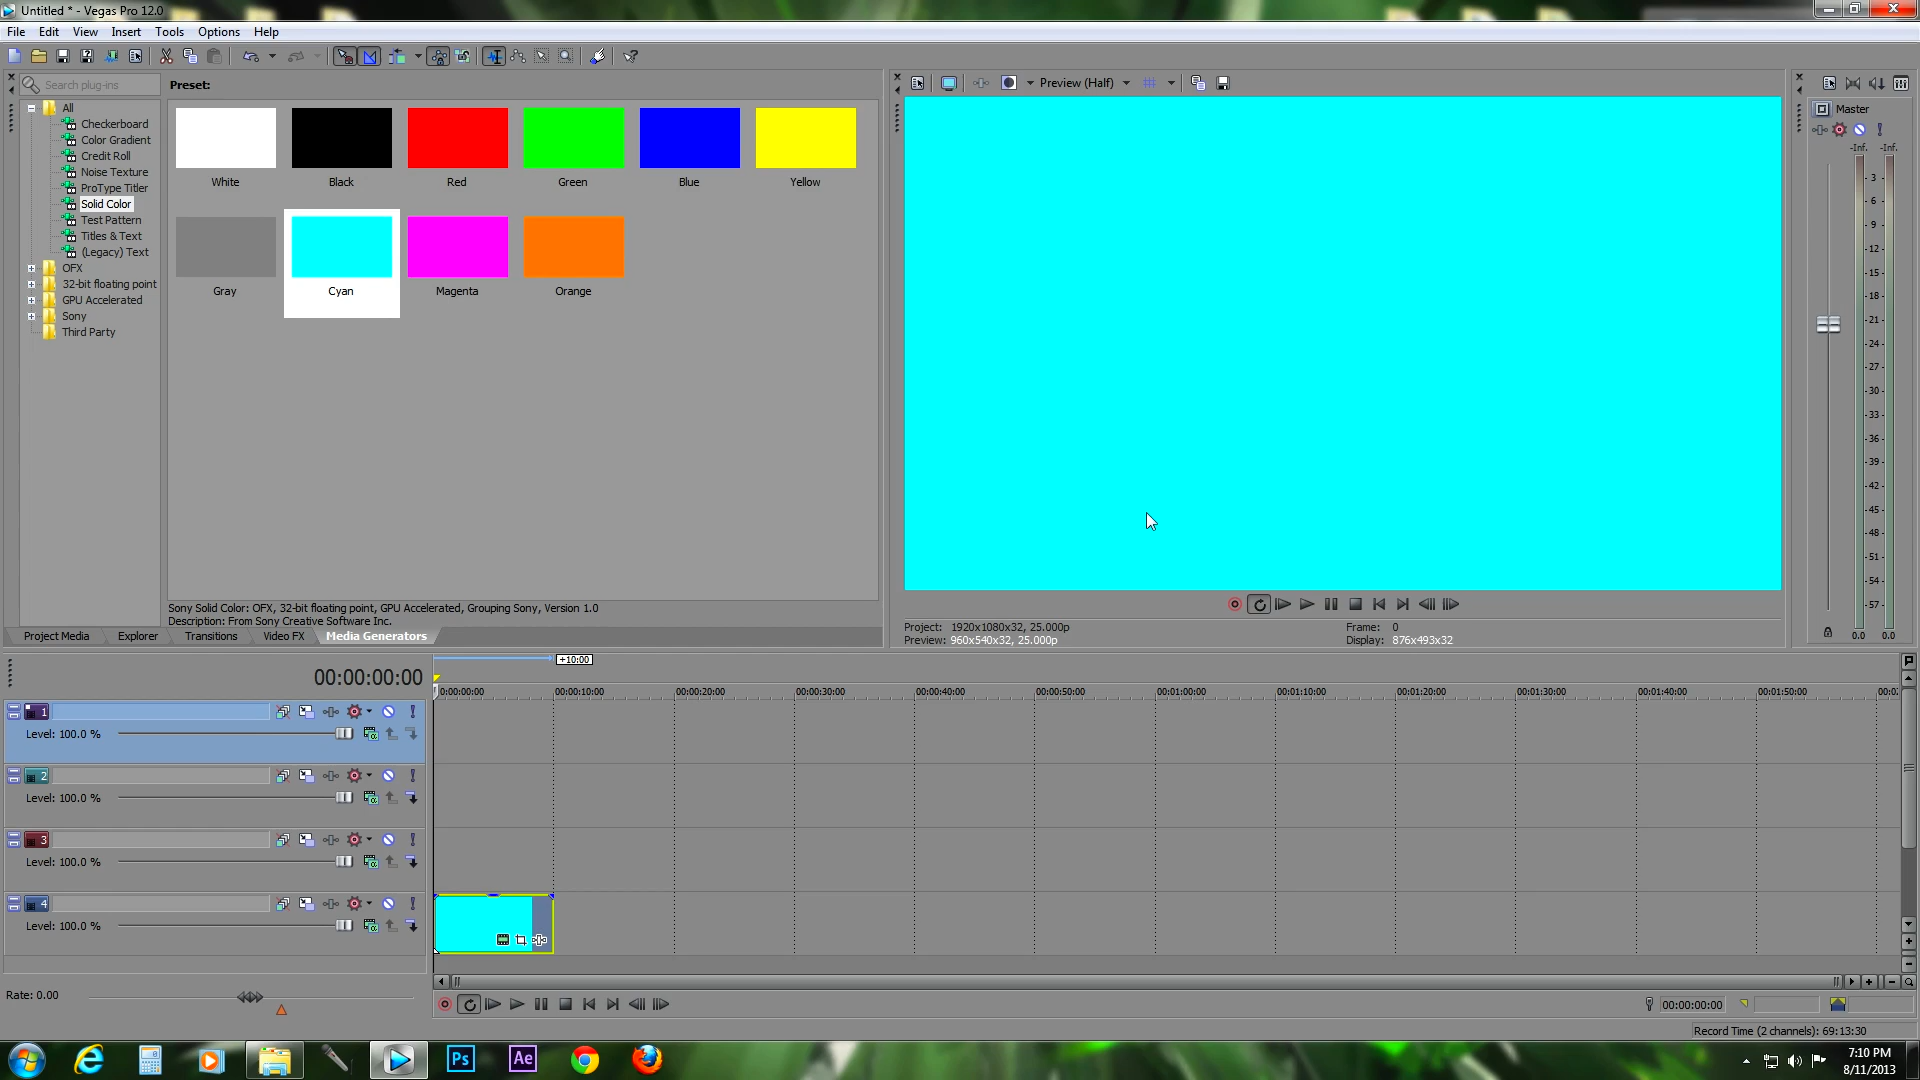 Untitled * - Vegas Pro 12.0
File Edit View Insert Tools Options Help
Search plug-ins
Preset:
All
Checkerboard
Color Gradient
Credit Roll
Noise Texture
ProType Titler
Solid Color
Test Pattern
Titles & Text
(Legacy) Text
OFX
32-bit floating point
GPU Accelerated
Sony
Third Party
White Black Red Green Blue Yellow
Gray Cyan Magenta Orange
Sony Solid Color: OFX, 32-bit floating point, GPU Accelerated, Grouping Sony, Version 1.0
Description: From Sony Creative Software Inc.
Project Media Explorer Transitions Video FX Media Generators
Preview (Half)
Project: 1920x1080x32, 25.000p Frame: 0
Preview: 960x540x32, 25.000p Display: 876x493x32
Master
-Inf. -Inf.
- 3 -
- 6 -
- 9 -
-12-
-15-
-18-
-21-
-24-
-27-
-30-
-33-
-36-
-39-
-42-
-45-
-48-
-51-
-54-
-57-
0.0 0.0
00:00:00:00
+10:00
0:00:00:00 00:00:10:00 00:00:20:00 00:00:30:00 00:00:40:00 00:00:50:00 00:01:00:00 00:01:10:00 00:01:20:00 00:01:30:00 00:01:40:00 00:01:50:00 00:02
1
Level: 100.0 %
2
Level: 100.0 %
3
Level: 100.0 %
4
Level: 100.0 %
Rate: 0.00
00:00:00:00
Record Time (2 channels): 69:13:30
Ps
Ae
7:10 PM
8/11/2013